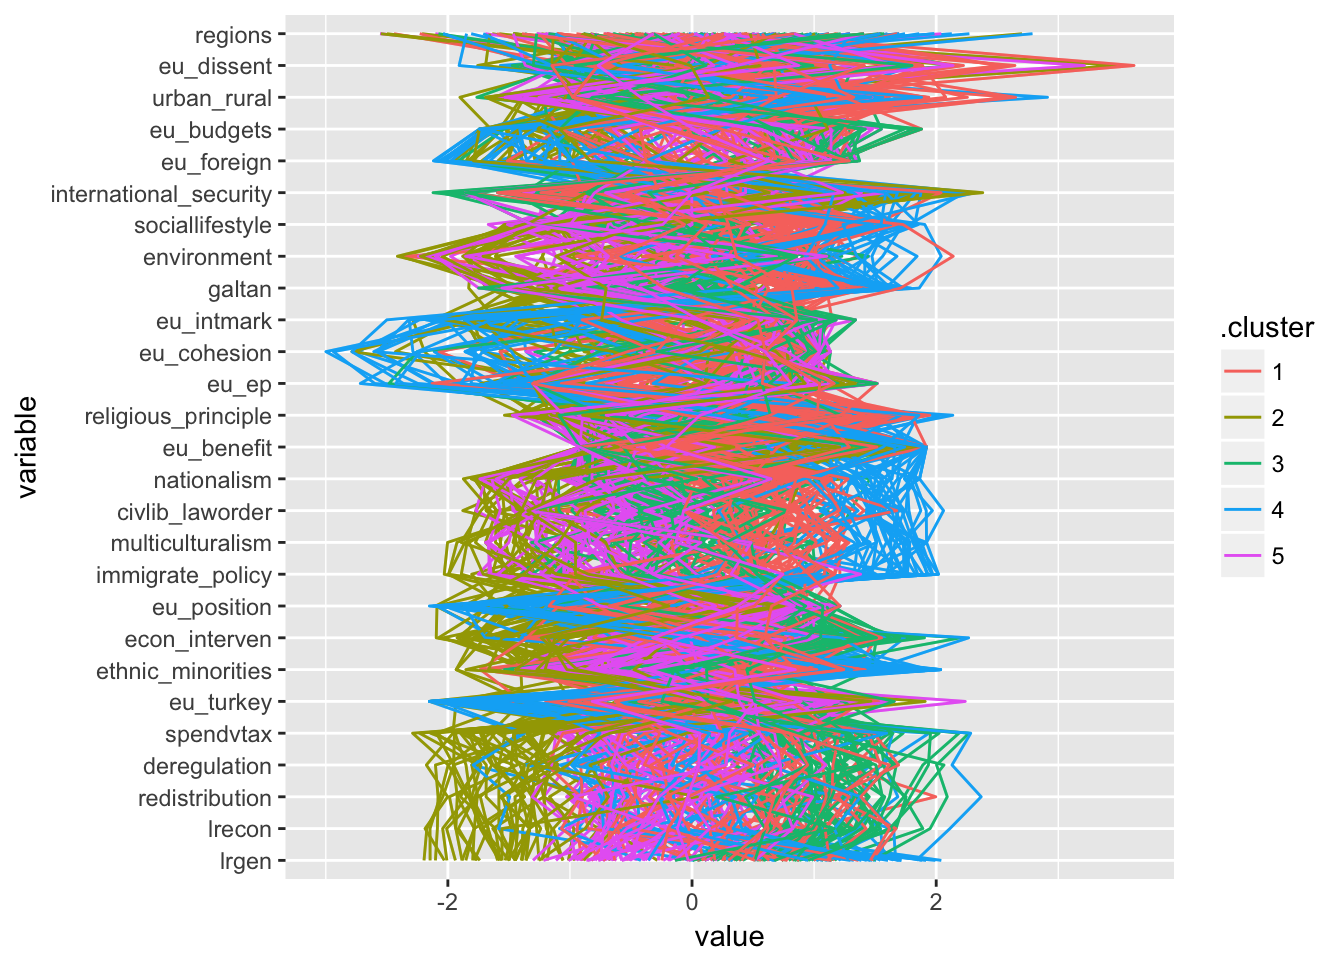 regions
eu_dissent
urban_rural
eu_budgets
eu_foreign
international_security
sociallifestyle
environment
galtan
eu_intmark
eu_cohesion
eu_ep
religious_principle
eu_benefit
nationalism
civlib_laworder
multiculturalism
immigrate_policy
eu_position
econ_interven
ethnic_minorities
eu_turkey
spendvtax
deregulation
redistribution
lrecon
lrgen
variable
-2 0 2
value
.cluster
1
2
3
4
5